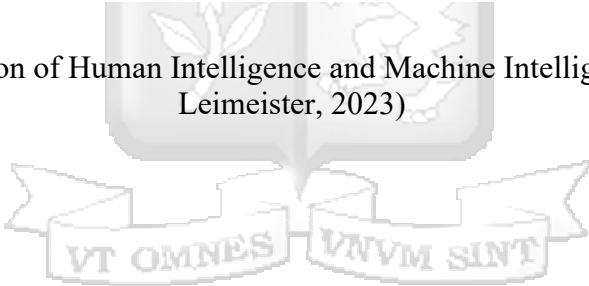 on of Human Intelligence and Machine Intellig
Leimeister, 2023)
VT OMNES VNVM SINT